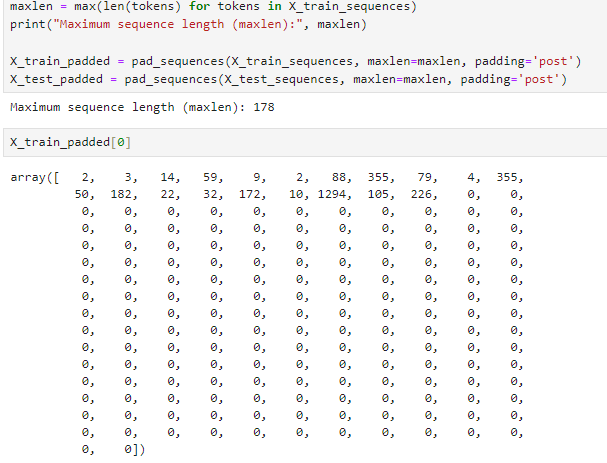 maxlen = max(len(tokens) for tokens in X_train_sequences)
print("Maximum sequence length (maxlen):", maxlen)
X_train_padded = pad_sequences(X_train_sequences, maxlen=maxlen, padding='post')
X_test_padded = pad_sequences(X_test_sequences, maxlen=maxlen, padding='post')
Maximum sequence length (maxlen): 178
X_train_padded[0]
array([   2,    3,   14,   59,    9,    2,   88,  355,   79,    4,  355,
         50,  182,   22,   32,  172,   10, 1294,  105,  226,    0,    0,
          0,    0,    0,    0,    0,    0,    0,    0,    0,    0,    0,
          0,    0,    0,    0,    0,    0,    0,    0,    0,    0,    0,
          0,    0,    0,    0,    0,    0,    0,    0,    0,    0,    0,
          0,    0,    0,    0,    0,    0,    0,    0,    0,    0,    0,
          0,    0,    0,    0,    0,    0,    0,    0,    0,    0,    0,
          0,    0,    0,    0,    0,    0,    0,    0,    0,    0,    0,
          0,    0,    0,    0,    0,    0,    0,    0,    0,    0,    0,
          0,    0,    0,    0,    0,    0,    0,    0,    0,    0,    0,
          0,    0,    0,    0,    0,    0,    0,    0,    0,    0,    0,
          0,    0,    0,    0,    0,    0,    0,    0,    0,    0,    0,
          0,    0,    0,    0,    0,    0,    0,    0,    0,    0,    0,
          0,    0,    0,    0,    0,    0,    0,    0,    0,    0,    0,
          0,    0,    0,    0,    0,    0,    0,    0,    0,    0,    0,
          0,    0,    0,    0,    0,    0,    0,    0,    0,    0,    0,
          0,    0])